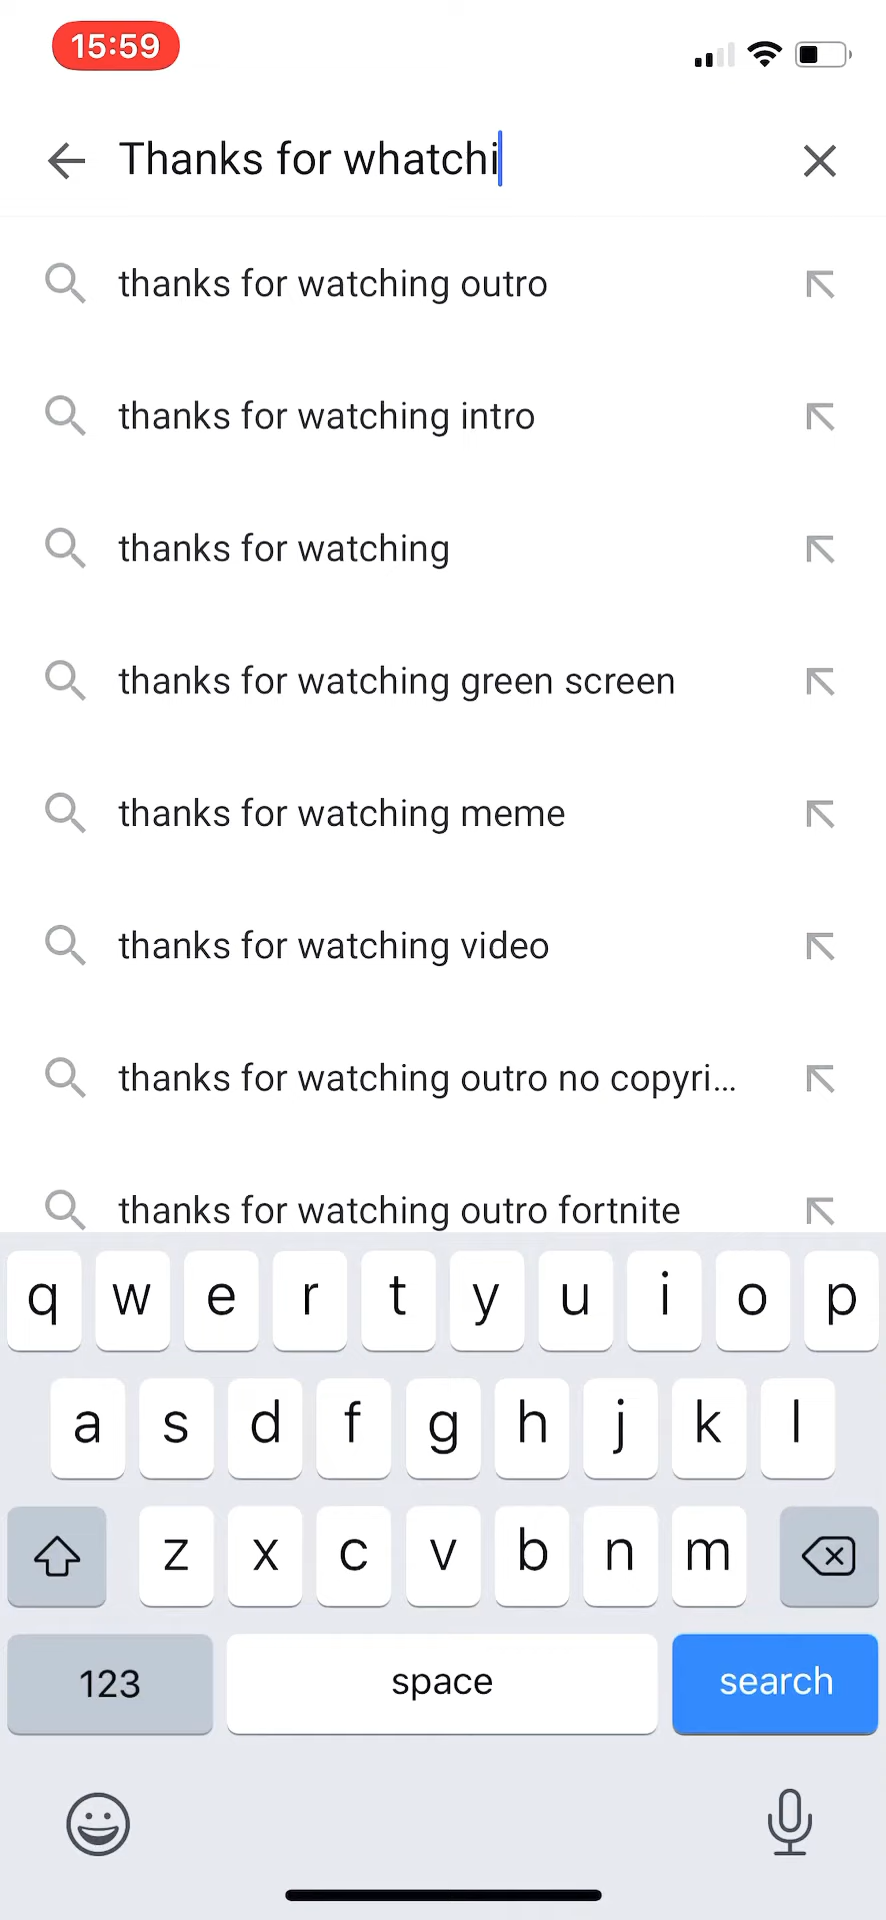 15:59
Thanks for whatchi
thanks for watching outro
thanks for watching intro
thanks for watching
thanks for watching green screen
thanks for watching meme
thanks for watching video
thanks for watching outro no copyri...
thanks for watching outro fortnite
q w e r t y u i o p
a s d f g h j k l
z x c v b n m
123 space search